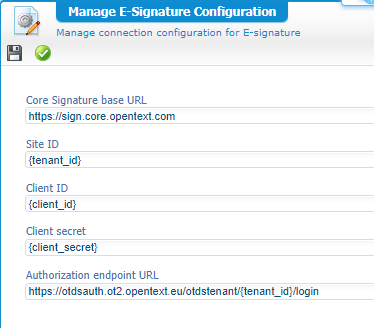 Manage E-Signature Configuration
Manage connection configuration for E-signature
Core Signature base URL
https://sign.core.opentext.com
Site ID
{tenant_id}
Client ID
{client_id}
Client secret
{client_secret}
Authorization endpoint URL
https://otdsauth.ot2.opentext.eu/otdstenant/{tenant_id}/login